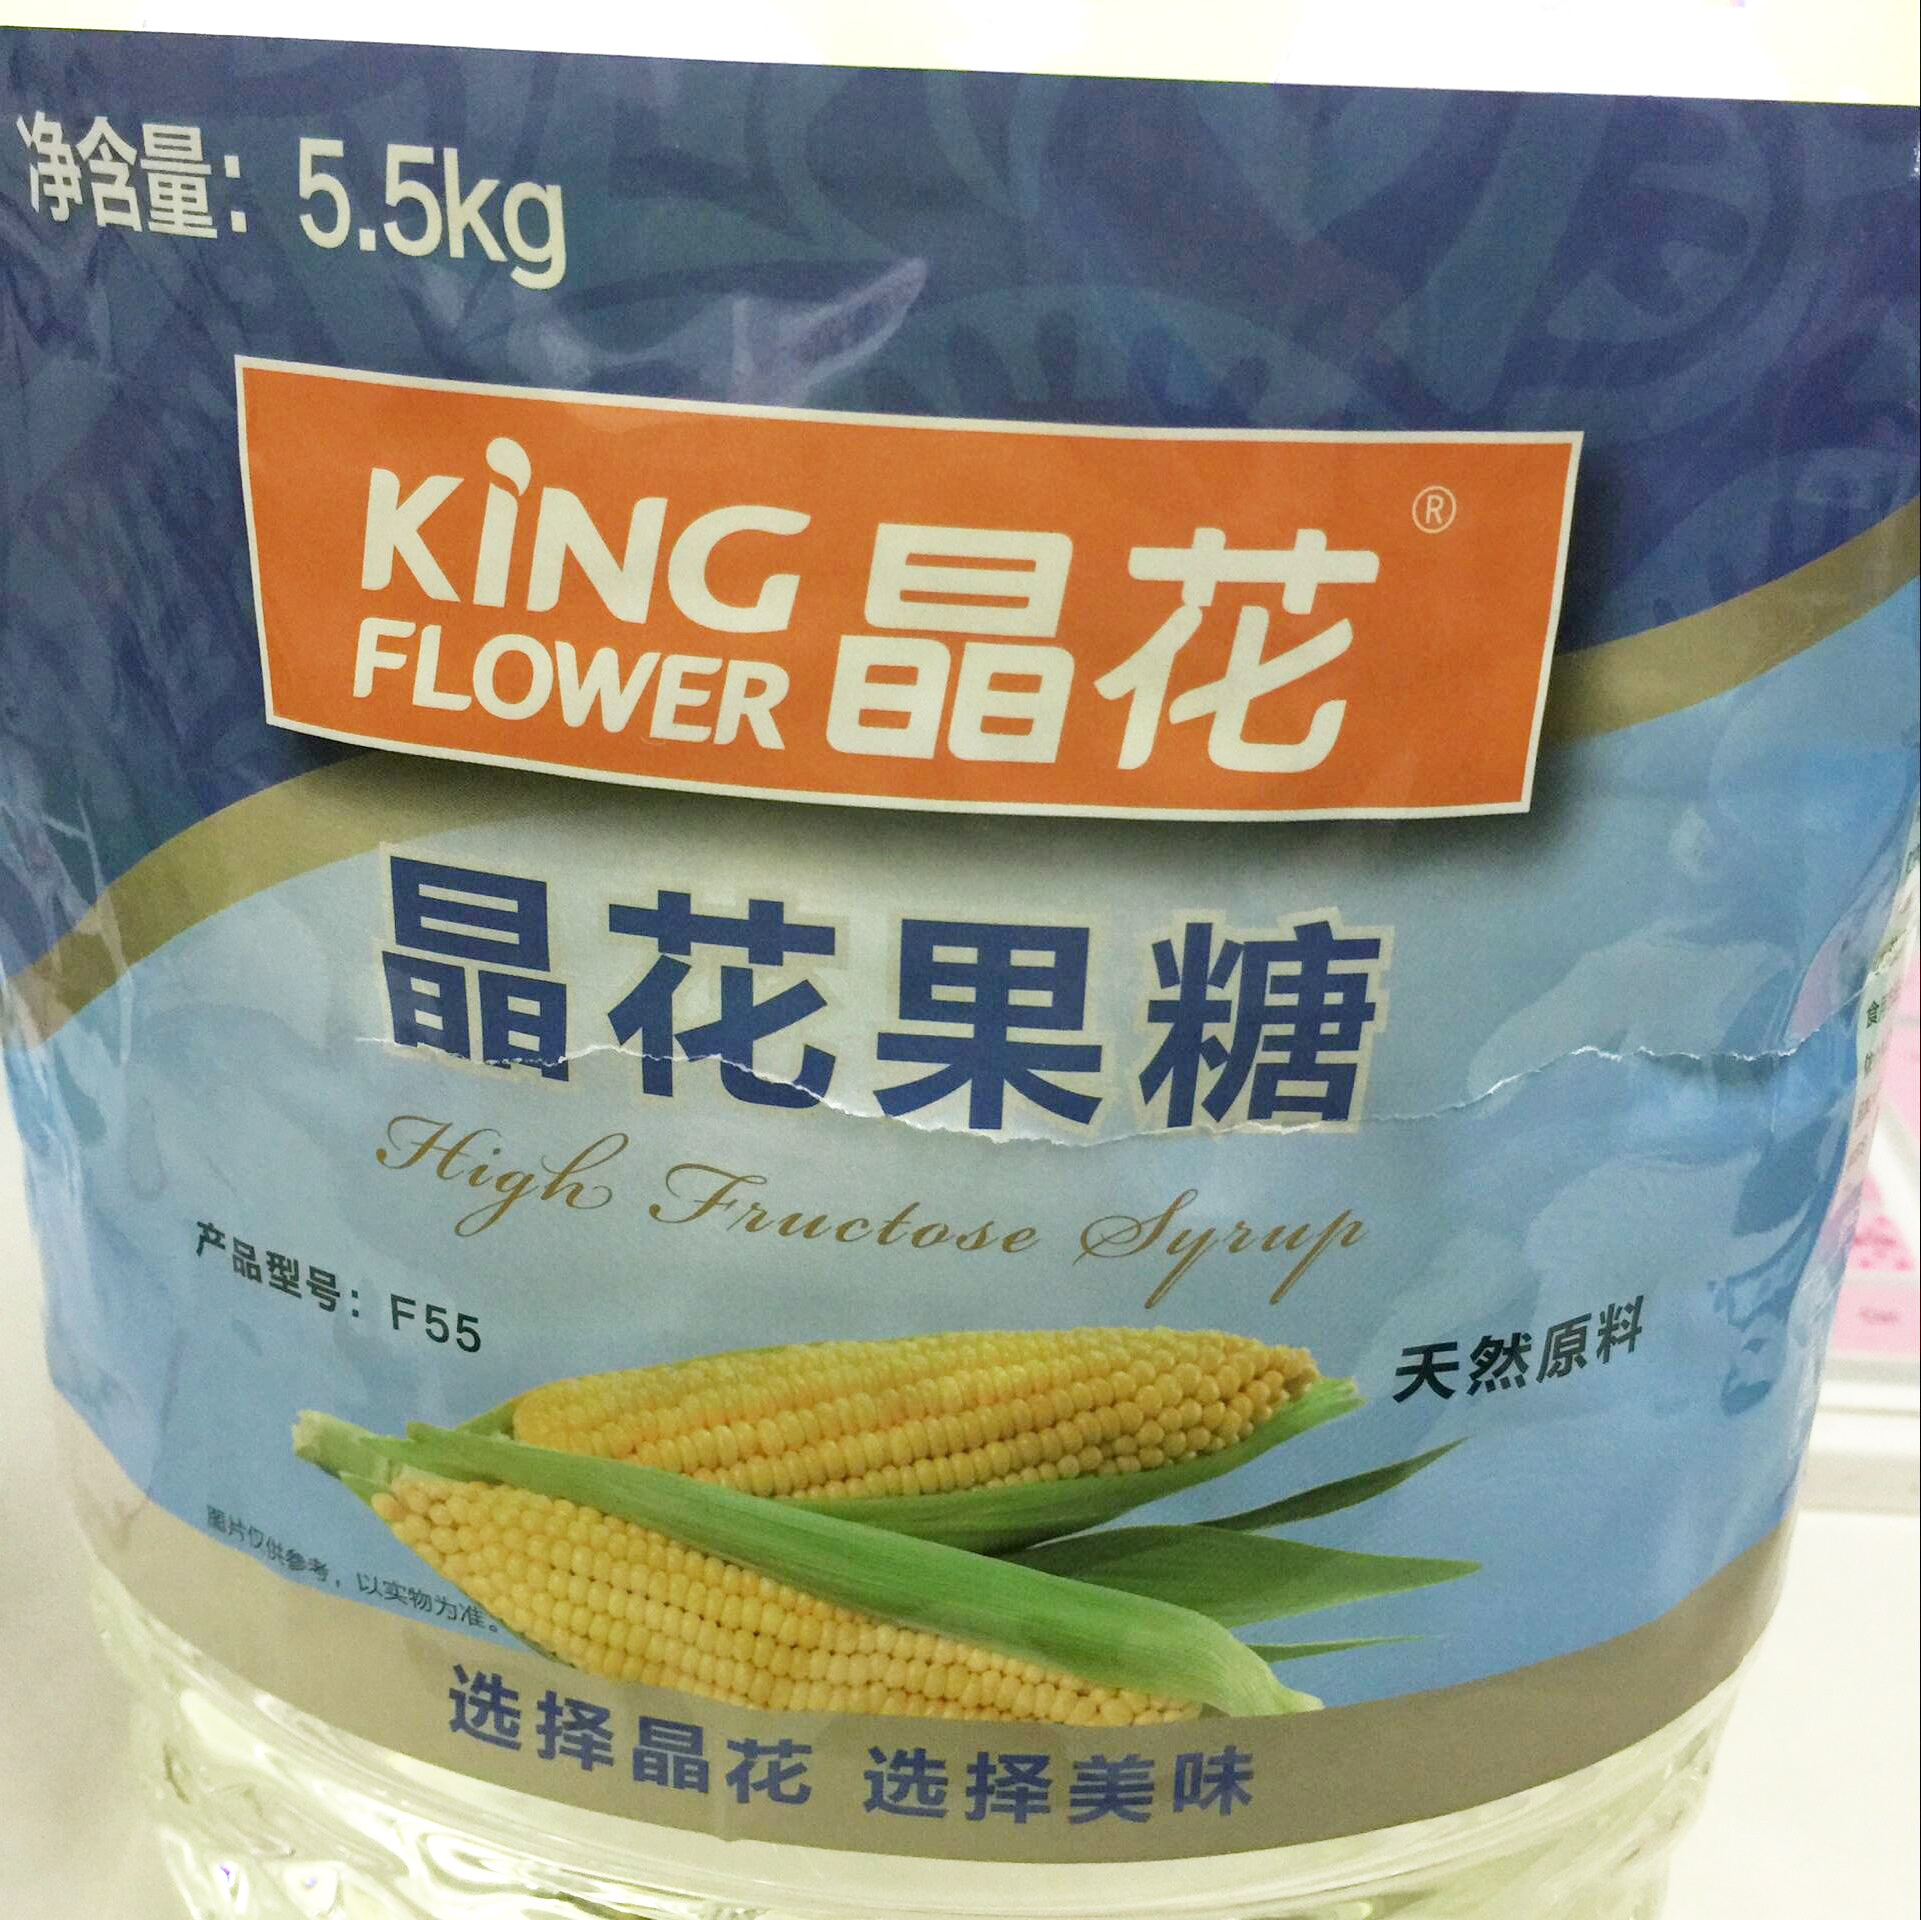 净含量：5.5kg
KiNG
FLOWER
晶花®
晶花果糖
High Fructose Syrup
产品型号：F55
天然原料
图片仅供参考，以实物为准。
选择晶花 选择美味